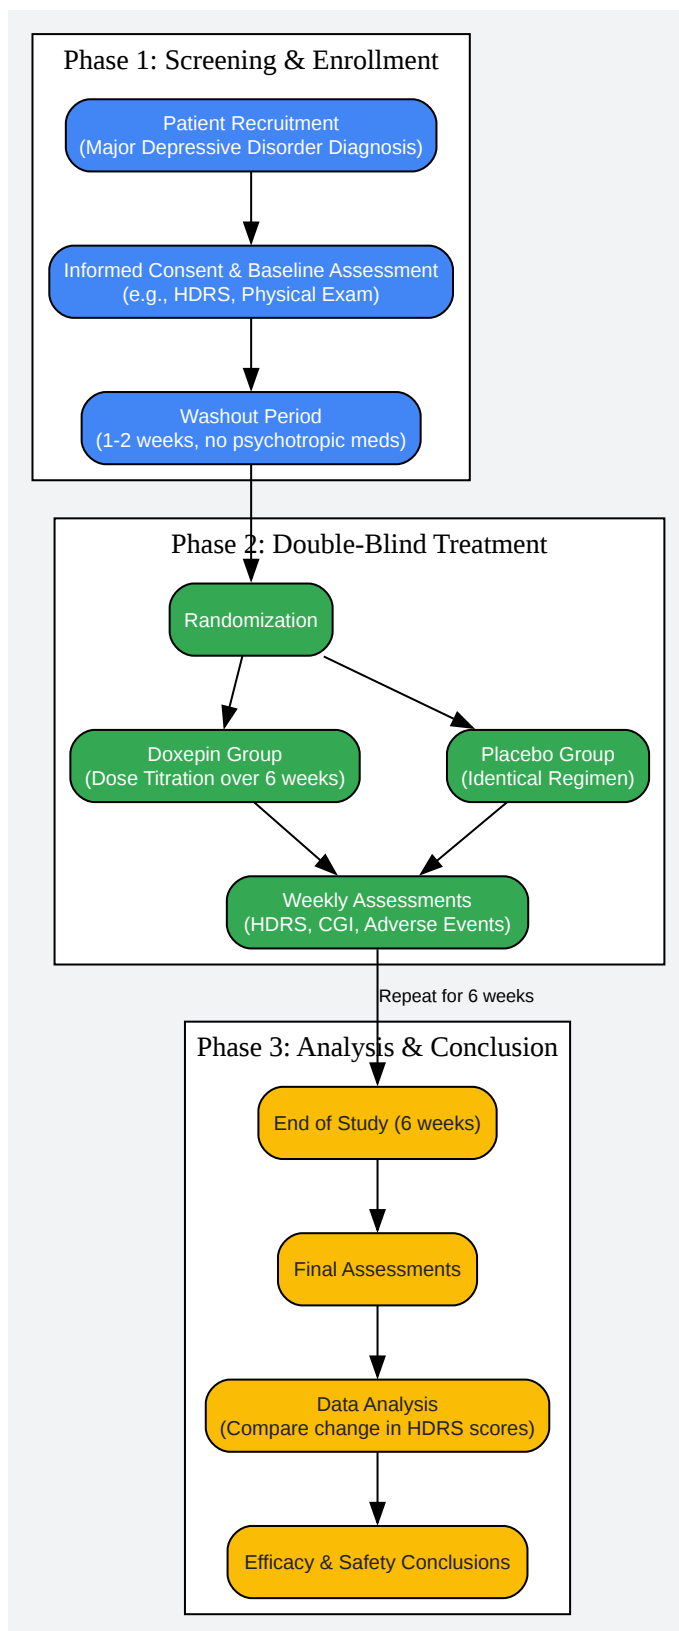 Phase 1: Screening & Enrollment
Patient Recruitment
(Major Depressive Disorder Diagnosis)
Informed Consent & Baseline Assessment
(e.g., HDRS, Physical Exam)
Washout Period
(1-2 weeks, no psychotropic meds)
Phase 2: Double-Blind Treatment
Randomization
Doxepin Group
(Dose Titration over 6 weeks)
Placebo Group
(Identical Regimen)
Weekly Assessments
(HDRS, CGI, Adverse Events)
Repeat for 6 weeks
Phase 3: Analysis & Conclusion
End of Study (6 weeks)
Final Assessments
Data Analysis
(Compare change in HDRS scores)
Efficacy & Safety Conclusions